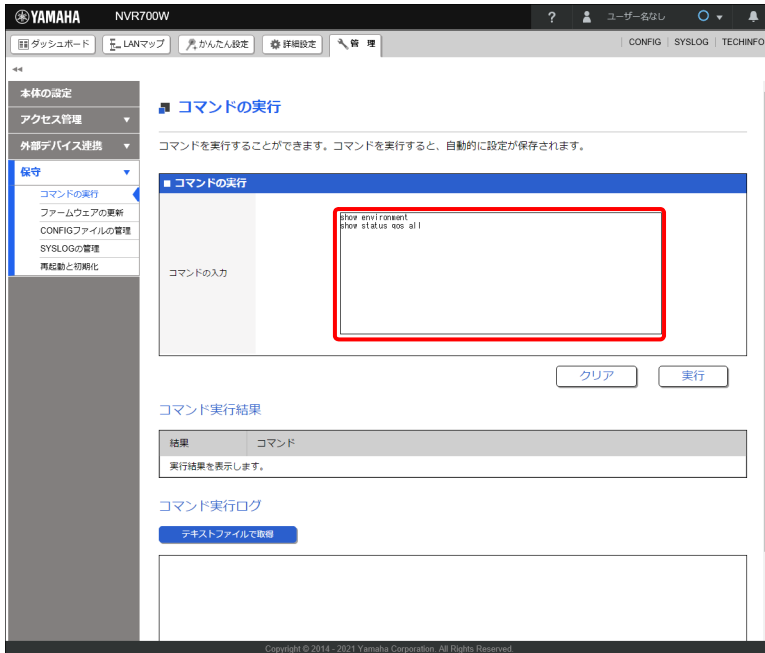 YAMAHA NVR700W ? ユーザー名なし
ダッシュボード LANマップ かんたん設定 詳細設定 管 理 CONFIG SYSLOG TECHINFO
本体の設定
アクセス管理
外部デバイス連携
保守
コマンドの実行
ファームウェアの更新
CONFIGファイルの管理
SYSLOGの管理
再起動と初期化
コマンドの実行
コマンドを実行することができます。コマンドを実行すると、自動的に設定が保存されます。
■ コマンドの実行
コマンドの入力
show environment
show status qos all
クリア 実行
コマンド実行結果
結果 コマンド
実行結果を表示します。
コマンド実行ログ
テキストファイルで取得
Copyright © 2014 - 2021 Yamaha Corporation. All Rights Reserved.